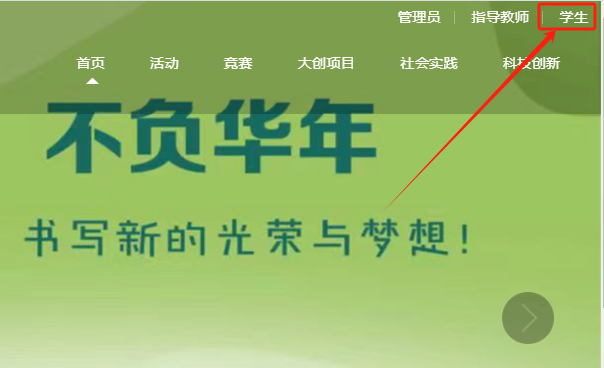 管理员 | 指导教师 | 学生
首页 活动 竞赛 大创项目 社会实践 科技创新
不负华年
书写新的光荣与梦想!